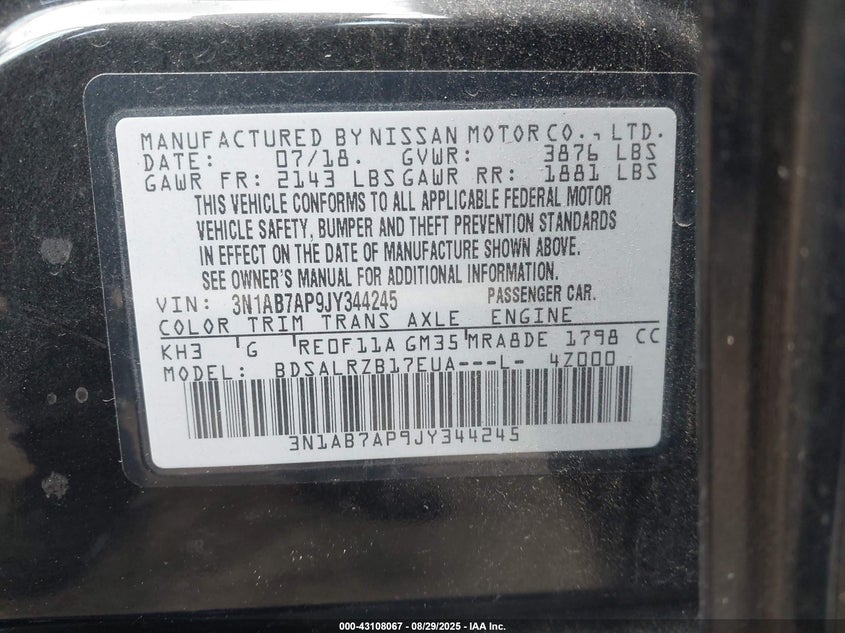 MANUFACTURED BY NISSAN MOTOR CO., LTD.
DATE: 07/18. GVWR: 3876 LBS
GAWR FR: 2143 LBS GAWR RR: 1881 LBS
THIS VEHICLE CONFORMS TO ALL APPLICABLE FEDERAL MOTOR
VEHICLE SAFETY, BUMPER AND THEFT PREVENTION STANDARDS
IN EFFECT ON THE DATE OF MANUFACTURE SHOWN ABOVE.
SEE OWNER'S MANUAL FOR ADDITIONAL INFORMATION.
VIN: 3N1AB7AP9JY344245 PASSENGER CAR.
COLOR TRIM TRANS AXLE ENGINE
KH3 G RE0F11A GM35 MRA8DE 1798 CC
MODEL: BDSALRZB17EUA---L- 4Z000
3N1AB7AP9JY344245
000-43108067 - 08/29/2025 - IAA Inc.